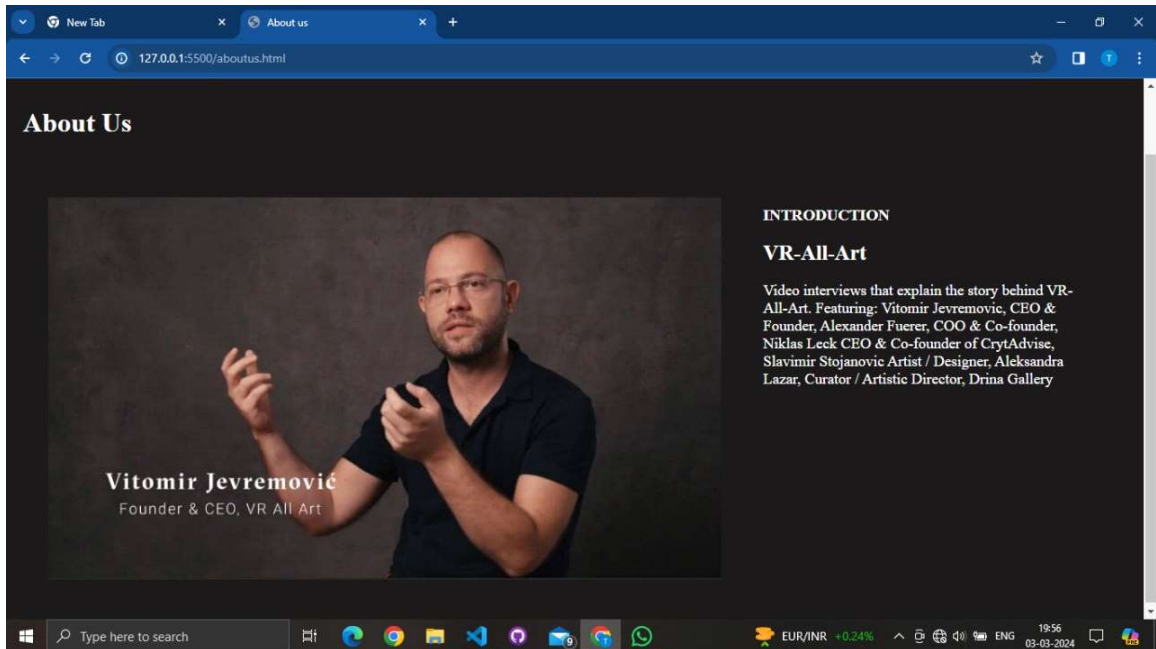 New Tab
About us
127.0.0.1:5500/aboutus.html
T
About Us
INTRODUCTION
VR-All-Art
Video interviews that explain the story behind VR-
All-Art. Featuring: Vitomir Jevremovic, CEO &
Founder, Alexander Fuerer, COO & Co-founder,
Niklas Leck CEO & Co-founder of CrytAdvise,
Slavimir Stojanovic Artist / Designer, Aleksandra
Lazar, Curator / Artistic Director, Drina Gallery
Vitomir Jevremović
Founder & CEO, VR All Art
Type here to search
9
EUR/INR +0.24%
ENG
19:56
03-03-2024